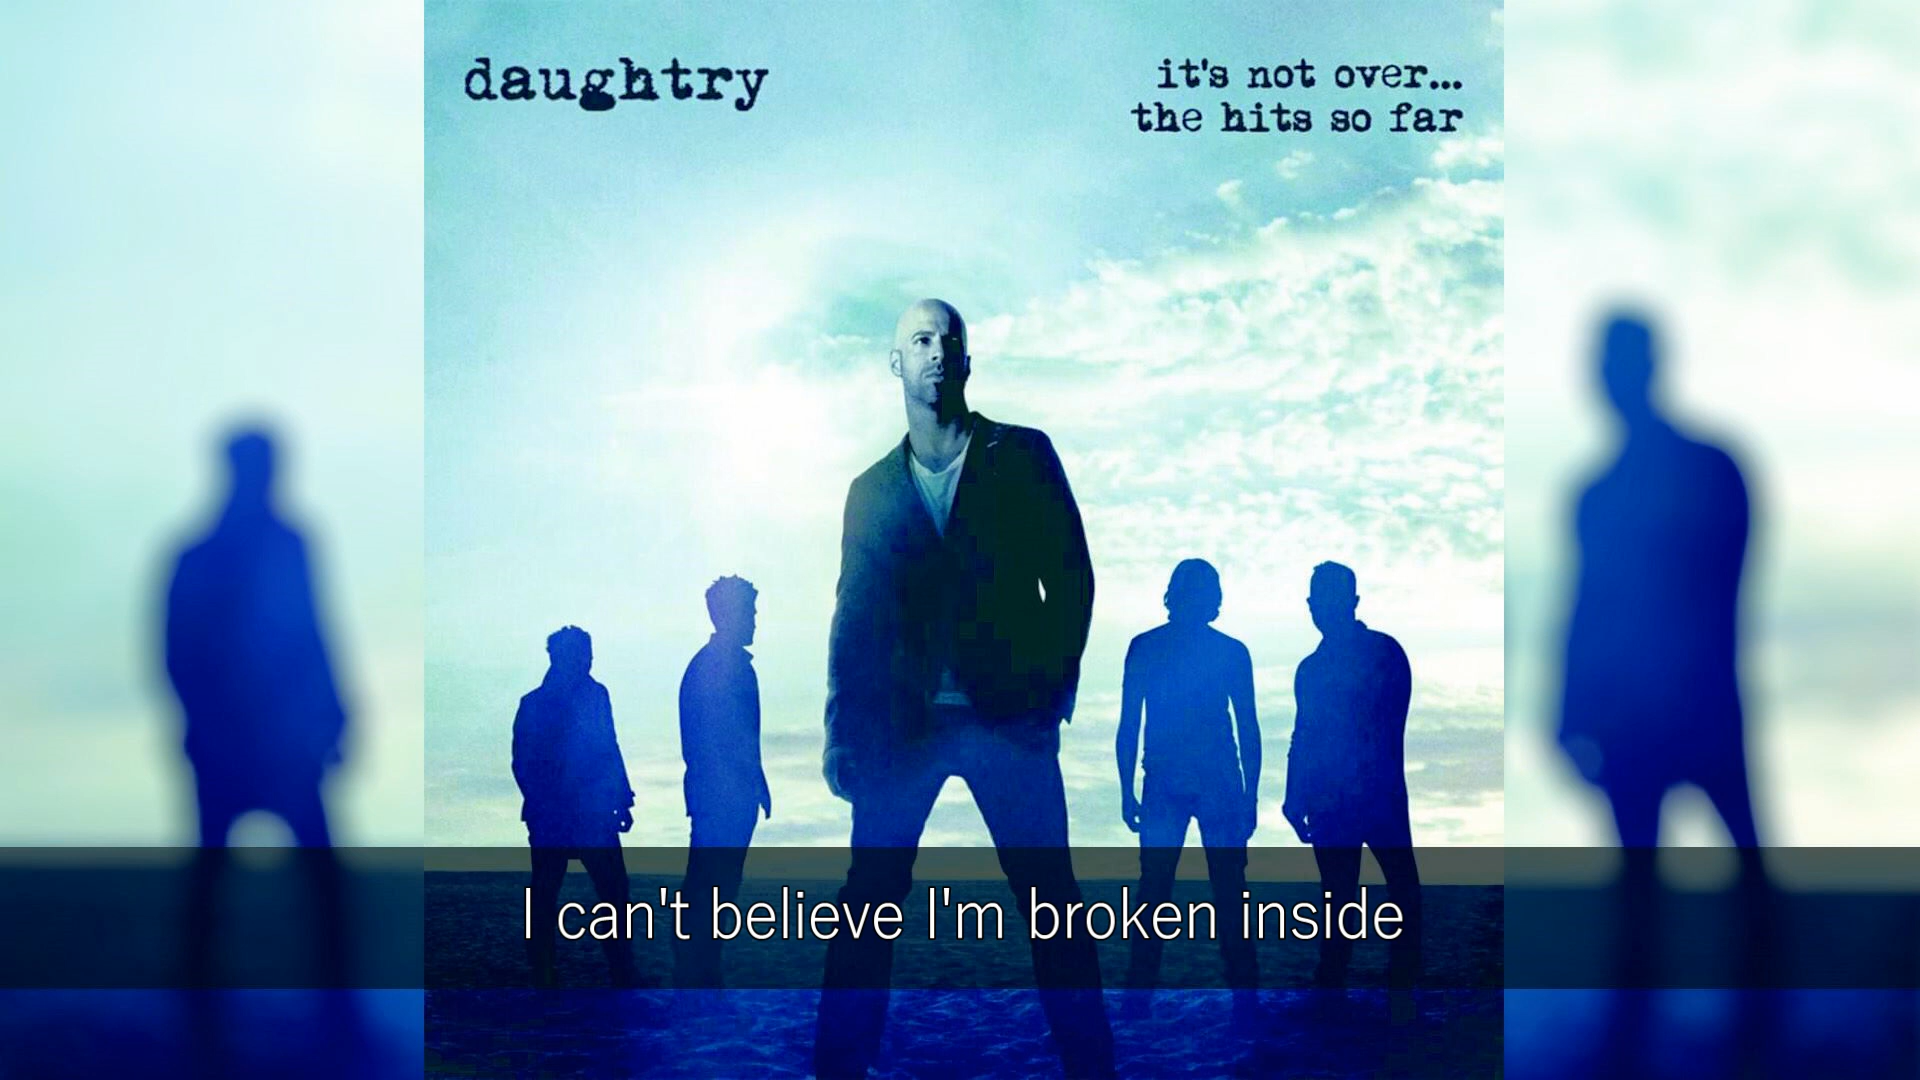 daughtry
it's not over...
the hits so far
I can't believe I'm broken inside